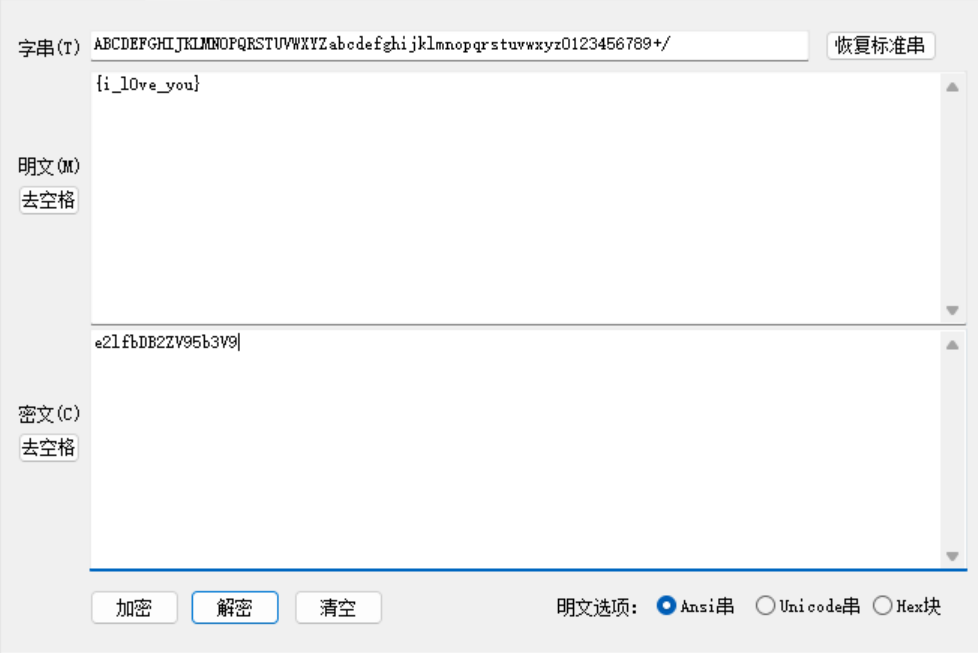 字串(T) ABCDEFGHIJKLMNOPQRSTUVWXYZabcdefghijklmnopqrstuvwxyz0123456789+/ 恢复标准串
{i_l0ve_you}
明文(M)
去空格
e2lfbDB2ZV95b3V9
密文(C)
去空格
加密 解密 清空 明文选项： Ansi串 Unicode串 Hex块